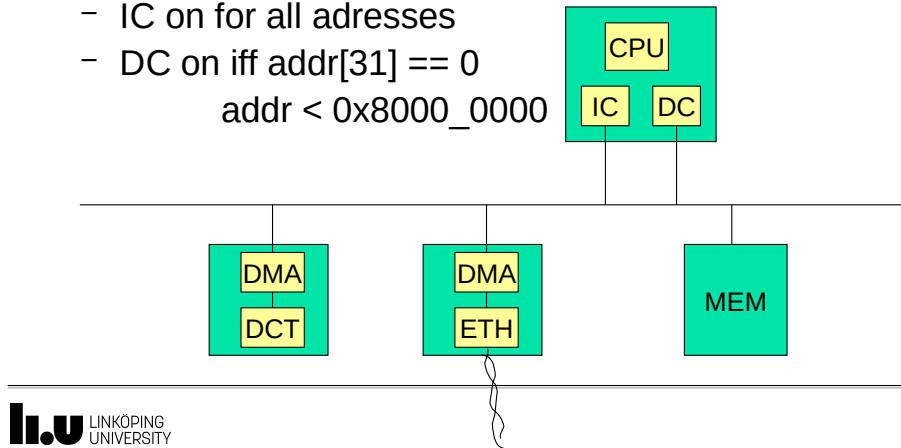 – IC on for all adresses
– DC on iff addr[31] == 0
addr < 0x8000_0000
CPU
IC DC
DMA DMA
MEM
DCT ETH
LINKÖPING
li.u UNIVERSITY